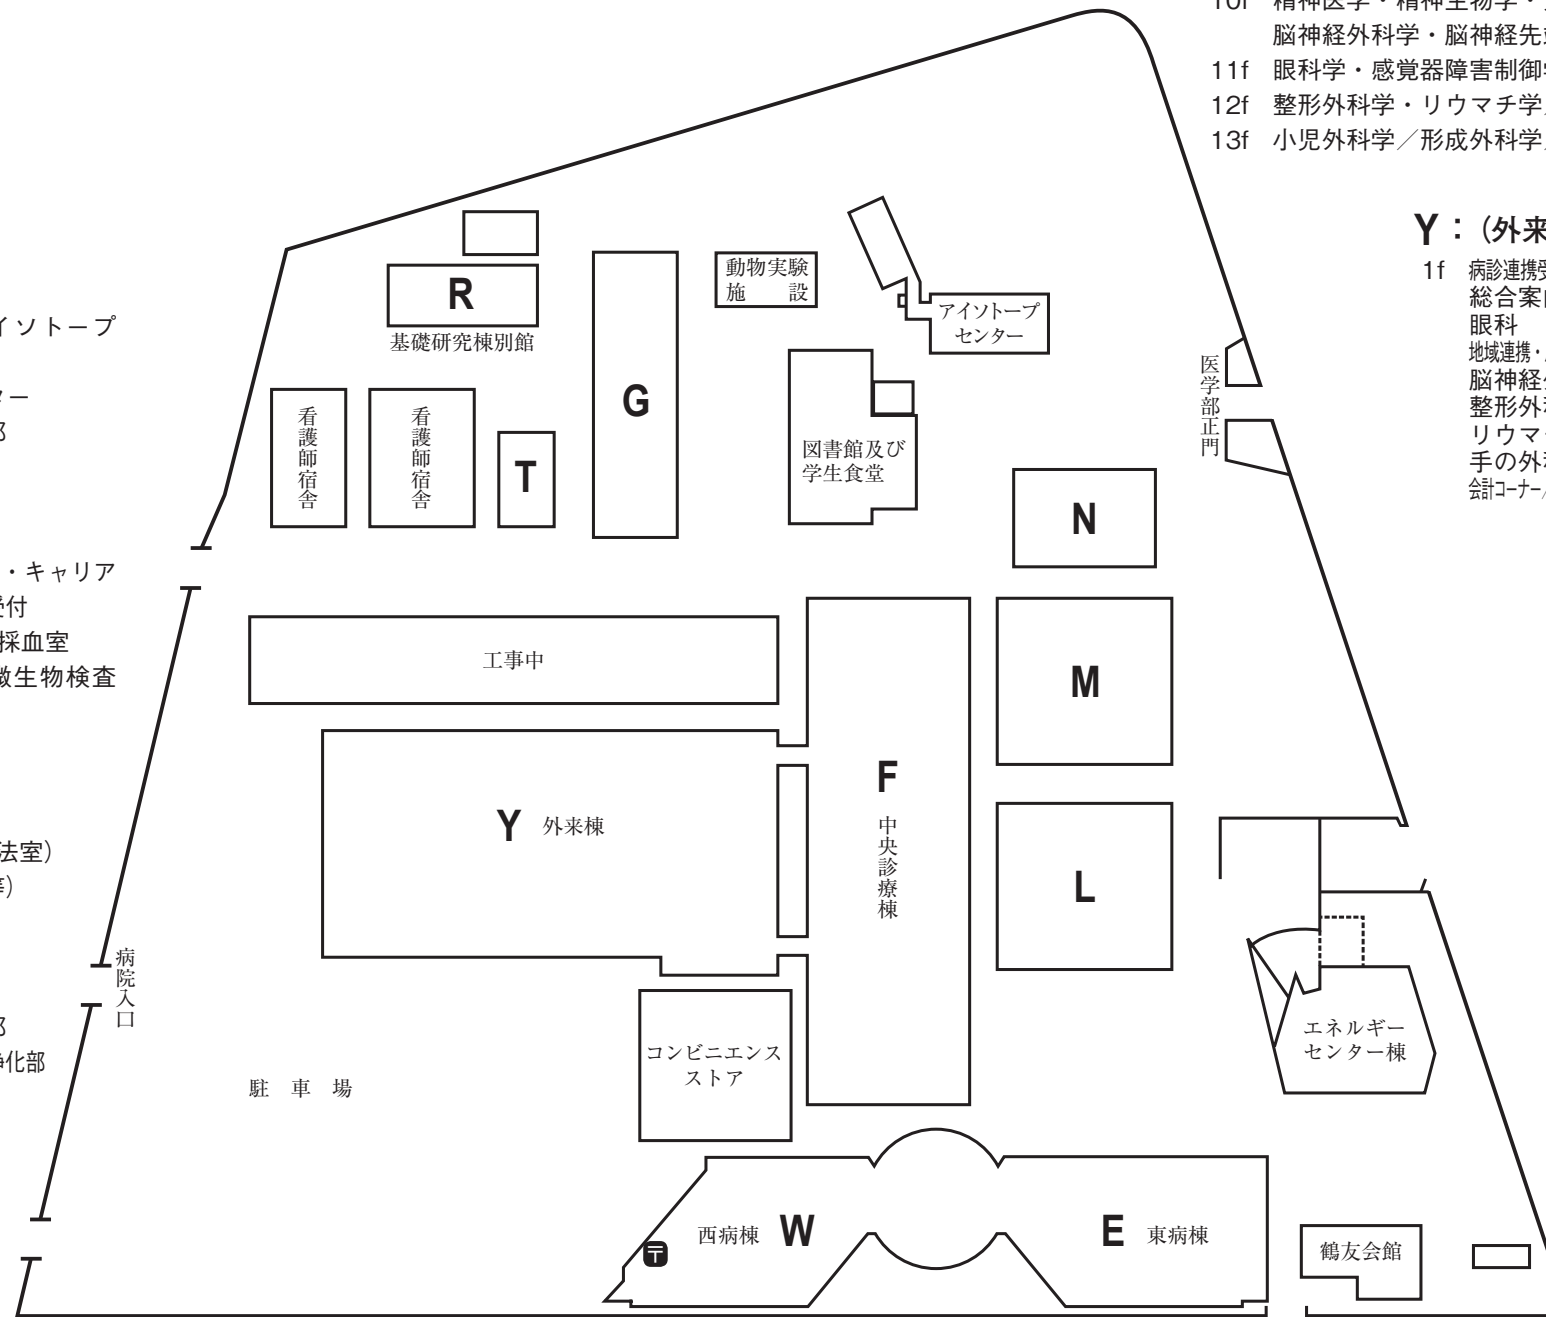 10f 精神医学・精神生物学・
脳神経外科学・脳神経先
11f 眼科学・感覚器障害制御
12f 整形外科学・リウマチ学
13f 小児外科学／形成外科学
Y：(外来
1f 病診連携受
総合案
眼科
地域連携・
脳神経
整形外
リウマ
手の外
会計コーナー
イソトープ
ター
部
・キャリア
受付
採血室
微生物検査
法室）
等）
部
浄化部
R
基礎研究棟別館
G
動物実験
施　設
アイソトープ
センター
看護師宿舎
看護師宿舎
T
図書館及び
学生食堂
医学部正門
N
工事中
M
Y 外来棟
F
中央診療棟
L
病院入口
駐　車　場
コンビニエンス
ストア
エネルギー
センター棟
西病棟 W
〒
E 東病棟
鶴友会館